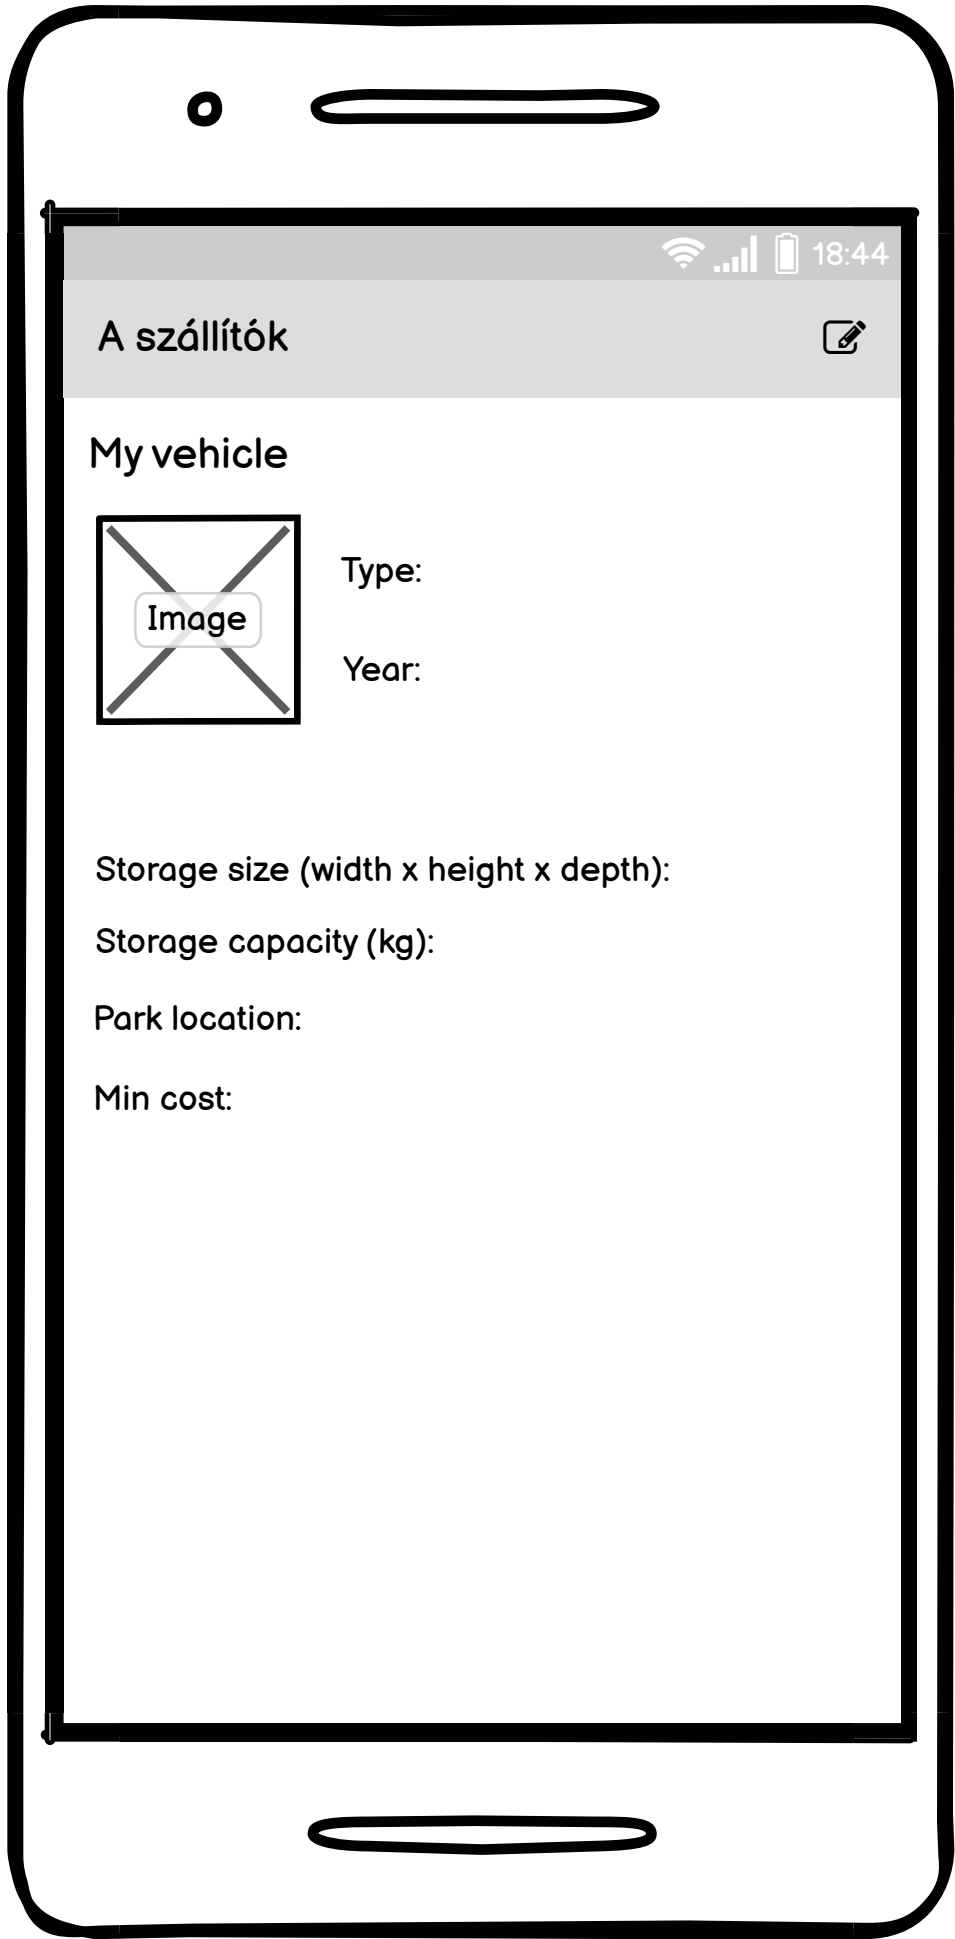 18:44
A szállítók
My vehicle
Image
Type:
Year:
Storage size (width x height x depth):
Storage capacity (kg):
Park location:
Min cost: